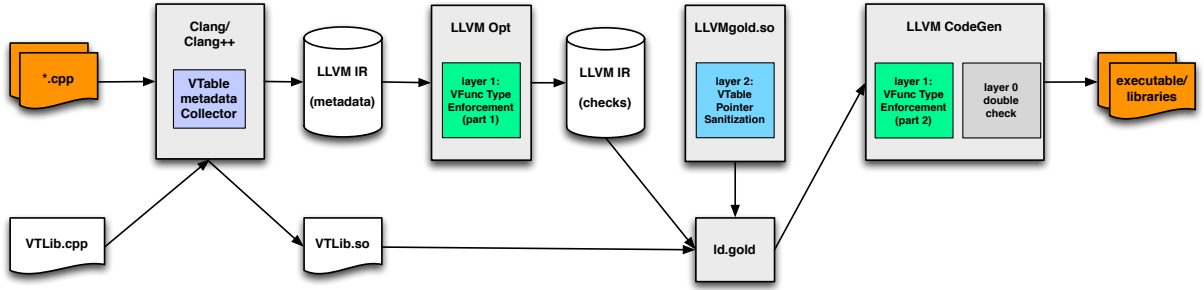 *.cpp
Clang/
Clang++
VTable
metadata
Collector
LLVM IR
(metadata)
LLVM Opt
layer 1:
VFunc Type
Enforcement
(part 1)
LLVM IR
(checks)
LLVMgold.so
layer 2:
VTable
Pointer
Sanitization
LLVM CodeGen
layer 1:
VFunc Type
Enforcement
(part 2)
layer 0
double
check
executable/
libraries
VTLib.cpp
VTLib.so
ld.gold